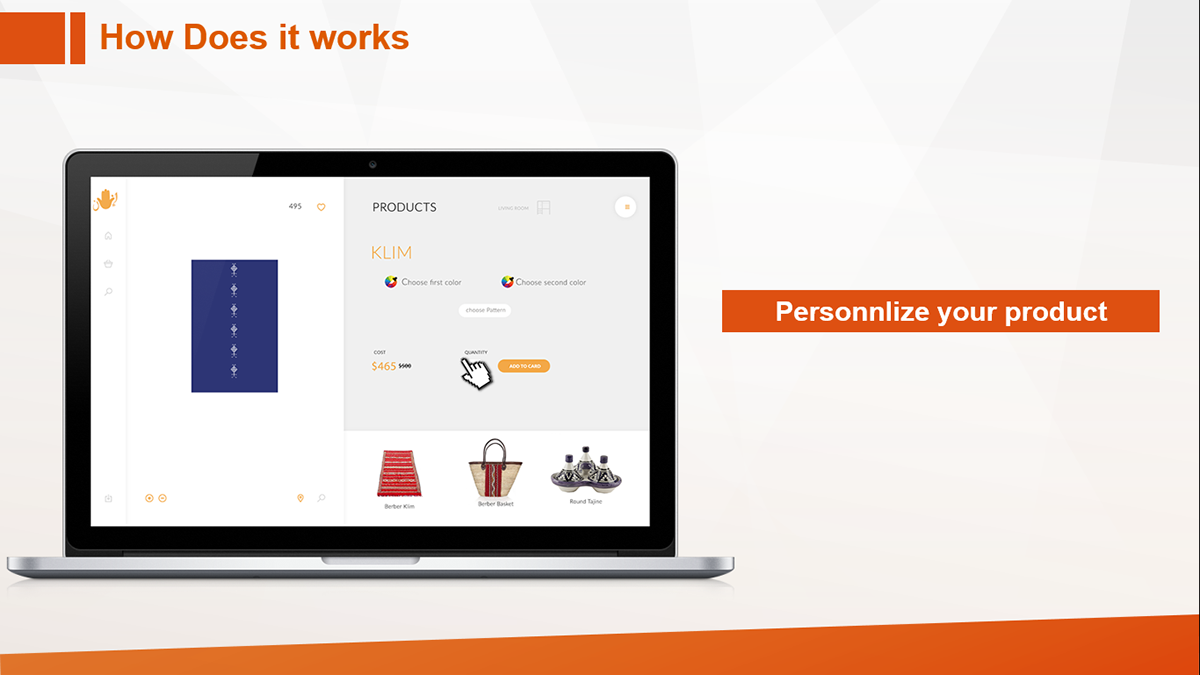 How Does it works
495
PRODUCTS
LIVING ROOM
KLIM
Choose first color
Choose second color
choose Pattern
COST
QUANTITY
$465 $500
ADD TO CARD
Personnlize your product
Berber Klim
Berber Basket
Round Tajine